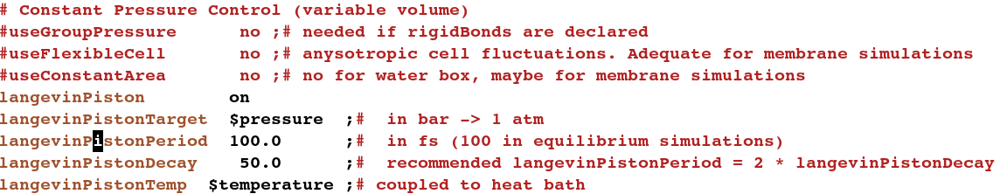 # Constant Pressure Control (variable volume)
#useGroupPressure      no ;# needed if rigidBonds are declared
#useFlexibleCell       no ;# anysotropic cell fluctuations. Adequate for membrane simulations
#useConstantArea       no ;# no for water box, maybe for membrane simulations
langevinPiston        on
langevinPistonTarget  $pressure  ;#  in bar -> 1 atm
langevinPistonPeriod  100.0      ;#  in fs (100 in equilibrium simulations)
langevinPistonDecay    50.0      ;#  recommended langevinPistonPeriod = 2 * langevinPistonDecay
langevinPistonTemp  $temperature ;# coupled to heat bath